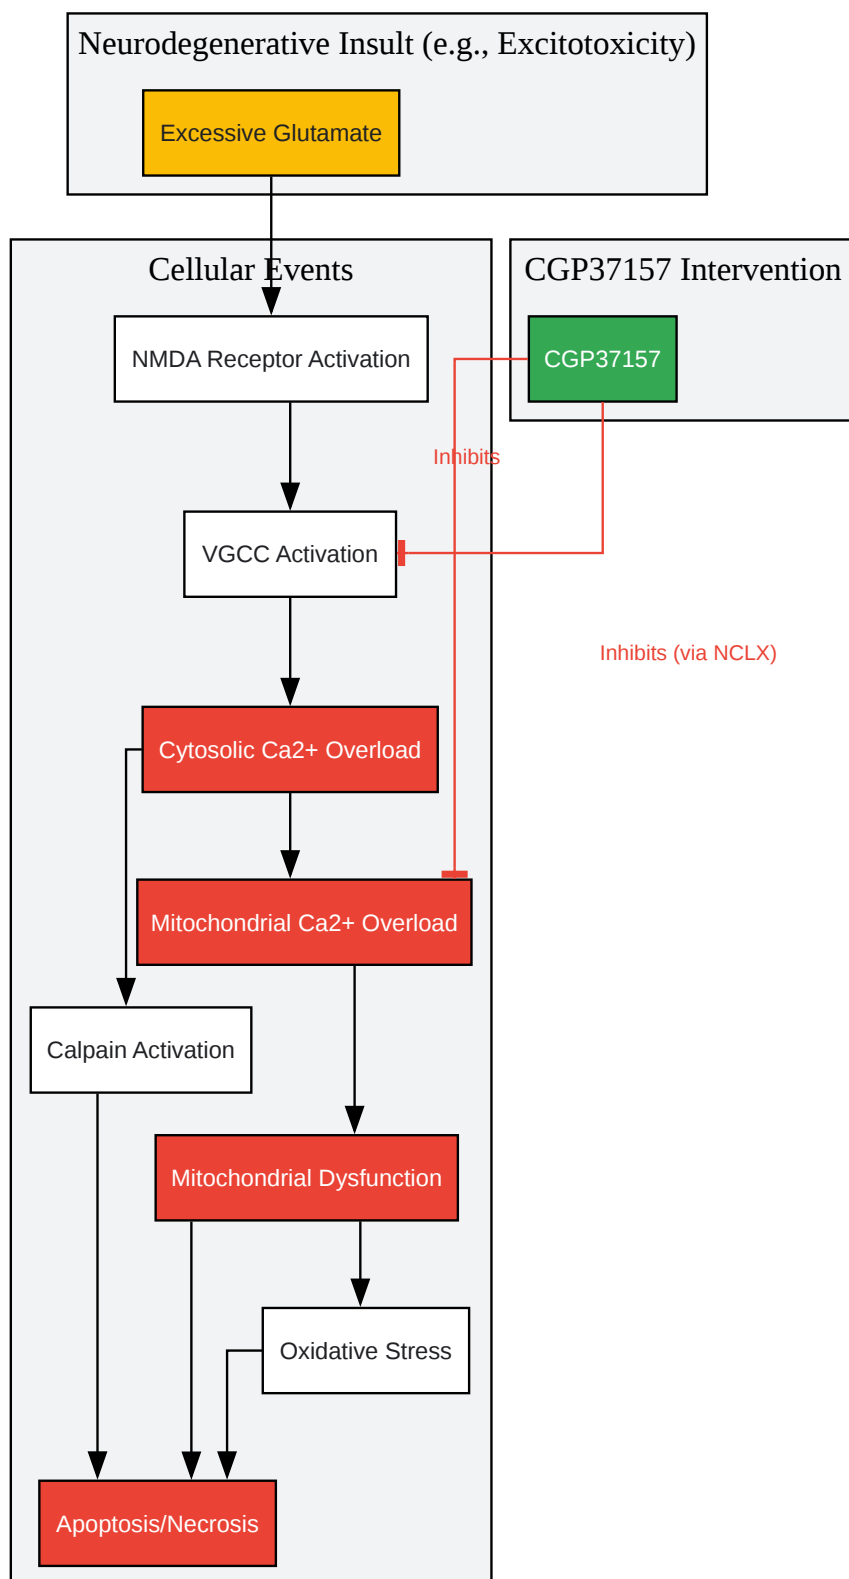 Neurodegenerative Insult (e.g., Excitotoxicity)
Excessive Glutamate
Cellular Events
CGP37157 Intervention
NMDA Receptor Activation
CGP37157
Inhibits
VGCC Activation
Inhibits (via NCLX)
Cytosolic Ca2+ Overload
Mitochondrial Ca2+ Overload
Calpain Activation
Mitochondrial Dysfunction
Oxidative Stress
Apoptosis/Necrosis